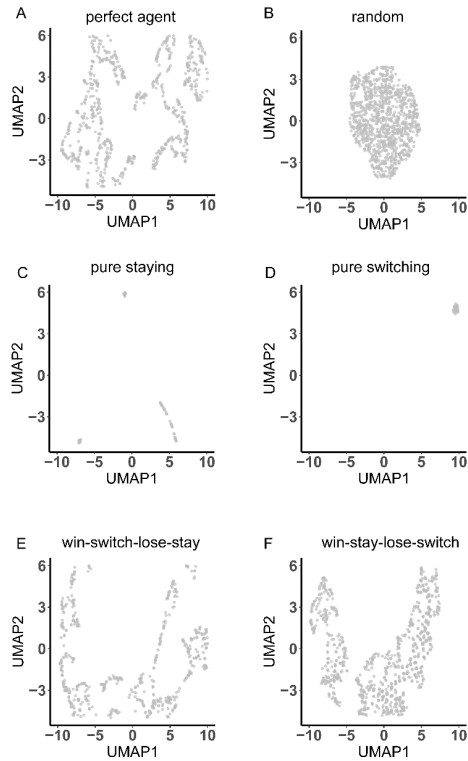 A perfect agent
B random
6
3
0
−3
−10 −5 0 5 10
UMAP1
UMAP2
6
3
0
−3
−10 −5 0 5 10
UMAP1
UMAP2
C pure staying
D pure switching
6
3
0
−3
−10 −5 0 5 10
UMAP1
UMAP2
6
3
0
−3
−10 −5 0 5 10
UMAP1
UMAP2
E win-switch-lose-stay
F win-stay-lose-switch
6
3
0
−3
−10 −5 0 5 10
UMAP1
UMAP2
6
3
0
−3
−10 −5 0 5 10
UMAP1
UMAP2